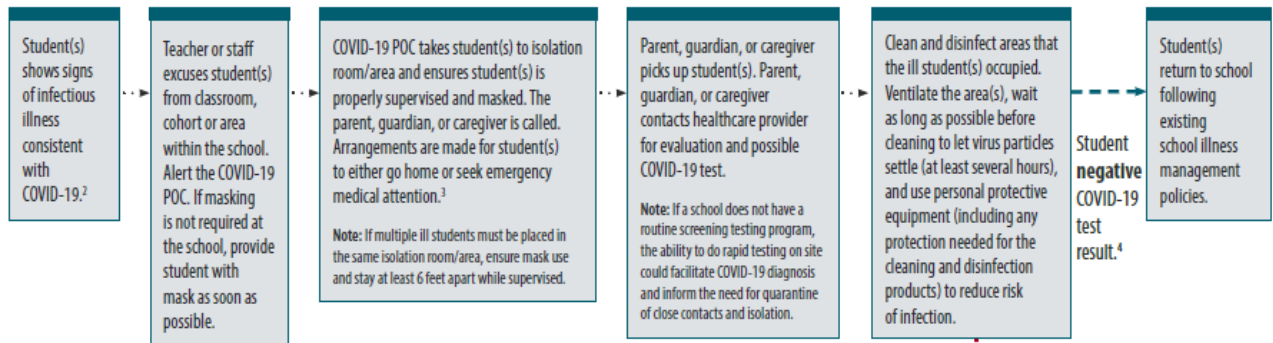 Student(s)
shows signs
of infectious
illness
consistent
with
COVID-19.²
Teacher or staff
excuses student(s)
from classroom,
cohort or area
within the school.
Alert the COVID-19
POC. If masking
is not required at
the school, provide
student with
mask as soon as
possible.
COVID-19 POC takes student(s) to isolation
room/area and ensures student(s) is
properly supervised and masked. The
parent, guardian, or caregiver is called.
Arrangements are made for student(s)
to either go home or seek emergency
medical attention.³
Note: If multiple ill students must be placed in
the same isolation room/area, ensure mask use
and stay at least 6 feet apart while supervised.
Parent, guardian, or caregiver
picks up student(s). Parent,
guardian, or caregiver
contacts healthcare provider
for evaluation and possible
COVID-19 test.
Note: If a school does not have a
routine screening testing program,
the ability to do rapid testing on site
could facilitate COVID-19 diagnosis
and inform the need for quarantine
of close contacts and isolation.
Clean and disinfect areas that
the ill student(s) occupied.
Ventilate the area(s), wait
as long as possible before
cleaning to let virus particles
settle (at least several hours),
and use personal protective
equipment (including any
protection needed for the
cleaning and disinfection
products) to reduce risk
of infection.
Student
negative
COVID-19
test
result.⁴
Student(s)
return to school
following
existing
school illness
management
policies.